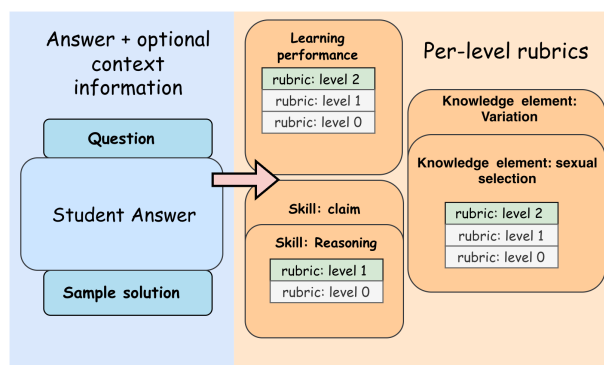 Answer + optional
context
information
Question
Student Answer
Sample solution
Learning
performance
rubric: level 2
rubric: level 1
rubric: level 0
Skill: claim
Skill: Reasoning
rubric: level 1
rubric: level 0
Per-level rubrics
Knowledge element:
Variation
Knowledge element: sexual
selection
rubric: level 2
rubric: level 1
rubric: level 0